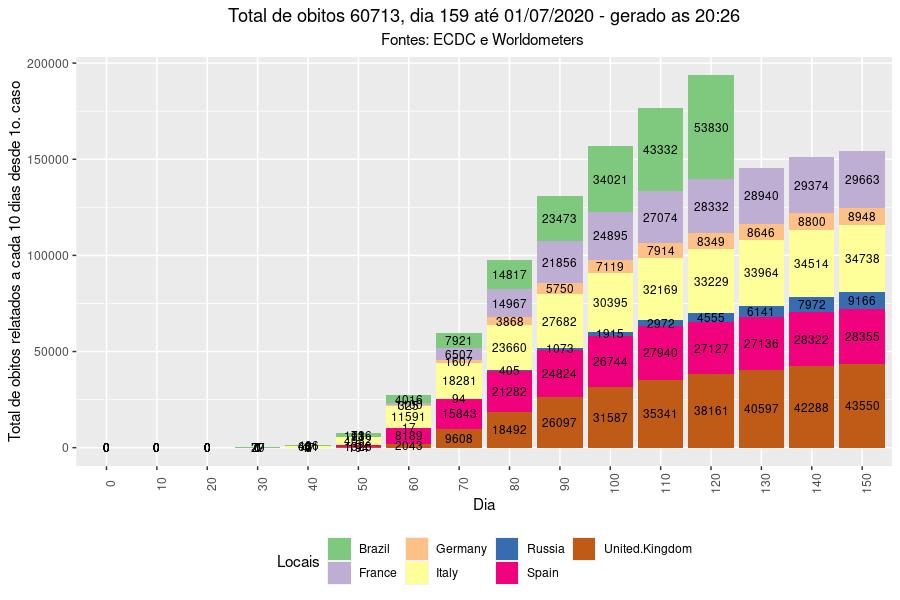 Total de obitos 60713, dia 159 até 01/07/2020 - gerado as 20:26
Fontes: ECDC e Worldometers
Total de obitos relatados a cada 10 dias desde 1o. caso
200000
150000
100000
50000
0
53830
43332
34021
28332 28940 29374 29663
23473 27074
24895 8349 8646 8800 8948
21856 7914
14817 7119 33229 33964 34514 34738
14967 5750 32169
3868 30395 4555 6141 7972 9166
7921 27682 2972
6507 23660 1915 27127 27136 28322 28355
1607 1073 27940
18281 405 26744
4016 24824 38161 40597 42288 43550
11591 94 21282 35341
17 15843 31587
8189 26097
2043 9608 18492
0 0 0
0 10 20 30 40 50 60 70 80 90 100 110 120 130 140 150
Dia
Locais
Brazil Germany Russia United.Kingdom
France Italy Spain